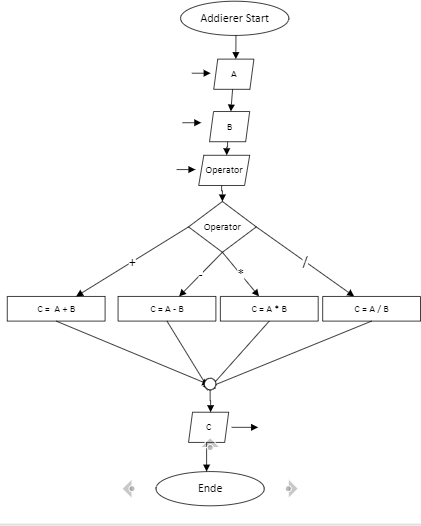 Addierer Start
A
B
Operator
Operator
+
-
*
/
C = A + B
C = A - B
C = A * B
C = A / B
C
Ende